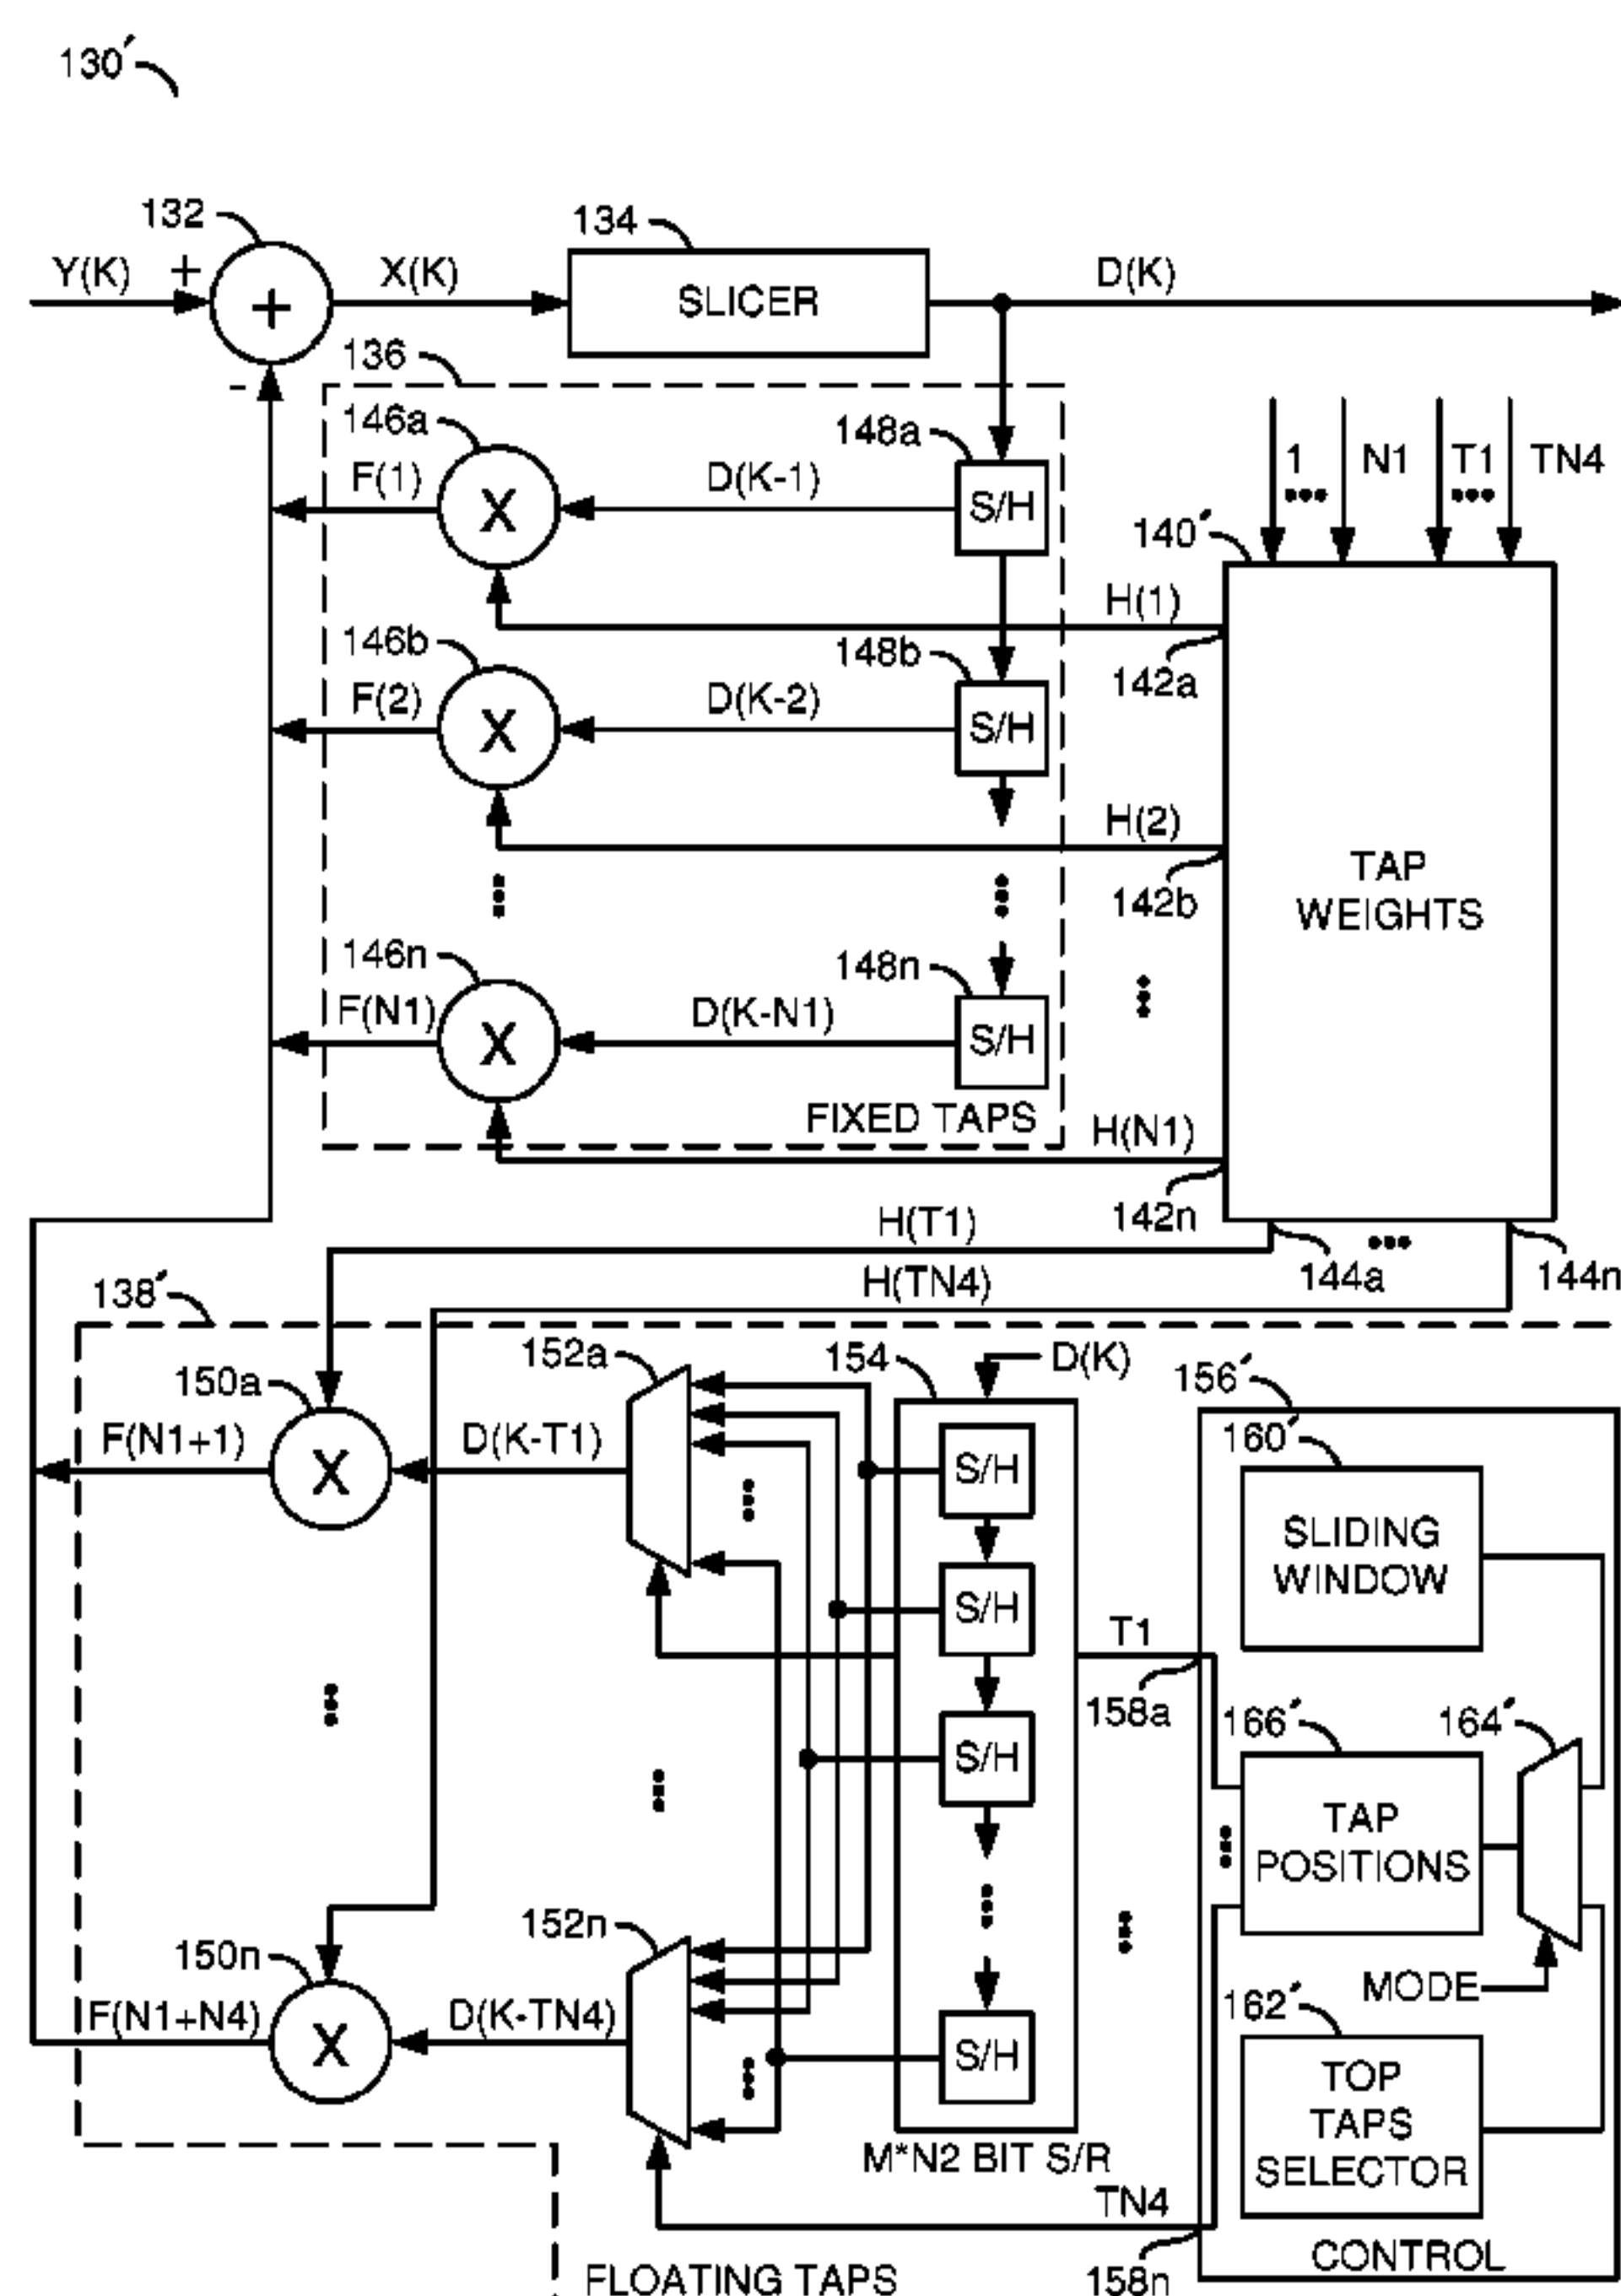 130′
132
134
Y(K)
+
+
X(K)
SLICER
D(K)
-
136
146a
148a
1
N1
T1
TN4
•••
•••
F(1)
X
D(K-1)
S/H
140′
H(1)
142a
146b
148b
F(2)
X
D(K-2)
S/H
H(2)
142b
TAP
WEIGHTS
146n
148n
F(N1)
X
D(K-N1)
S/H
FIXED TAPS
H(N1)
142n
H(T1)
144a
144n
H(TN4)
138′
150a
152a
154
D(K)
156′
160′
F(N1+1)
X
D(K-T1)
S/H
SLIDING
WINDOW
S/H
T1
158a
166′
164′
S/H
TAP
POSITIONS
MODE
150n
152n
F(N1+N4)
X
D(K-TN4)
S/H
162′
TOP
TAPS
SELECTOR
M*N2 BIT S/R
TN4
158n
CONTROL
FLOATING TAPS